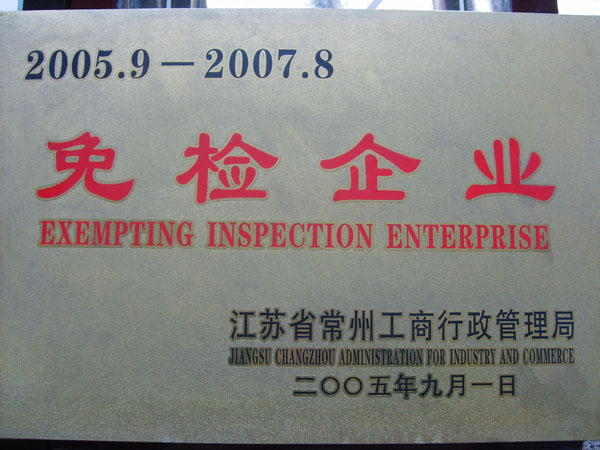 2005.9－2007.8
免检企业
EXEMPTING INSPECTION ENTERPRISE
江苏省常州工商行政管理局
JIANGSU CHANGZHOU ADMINISTRATION FOR INDUSTRY AND COMMERCE
二〇〇五年九月一日